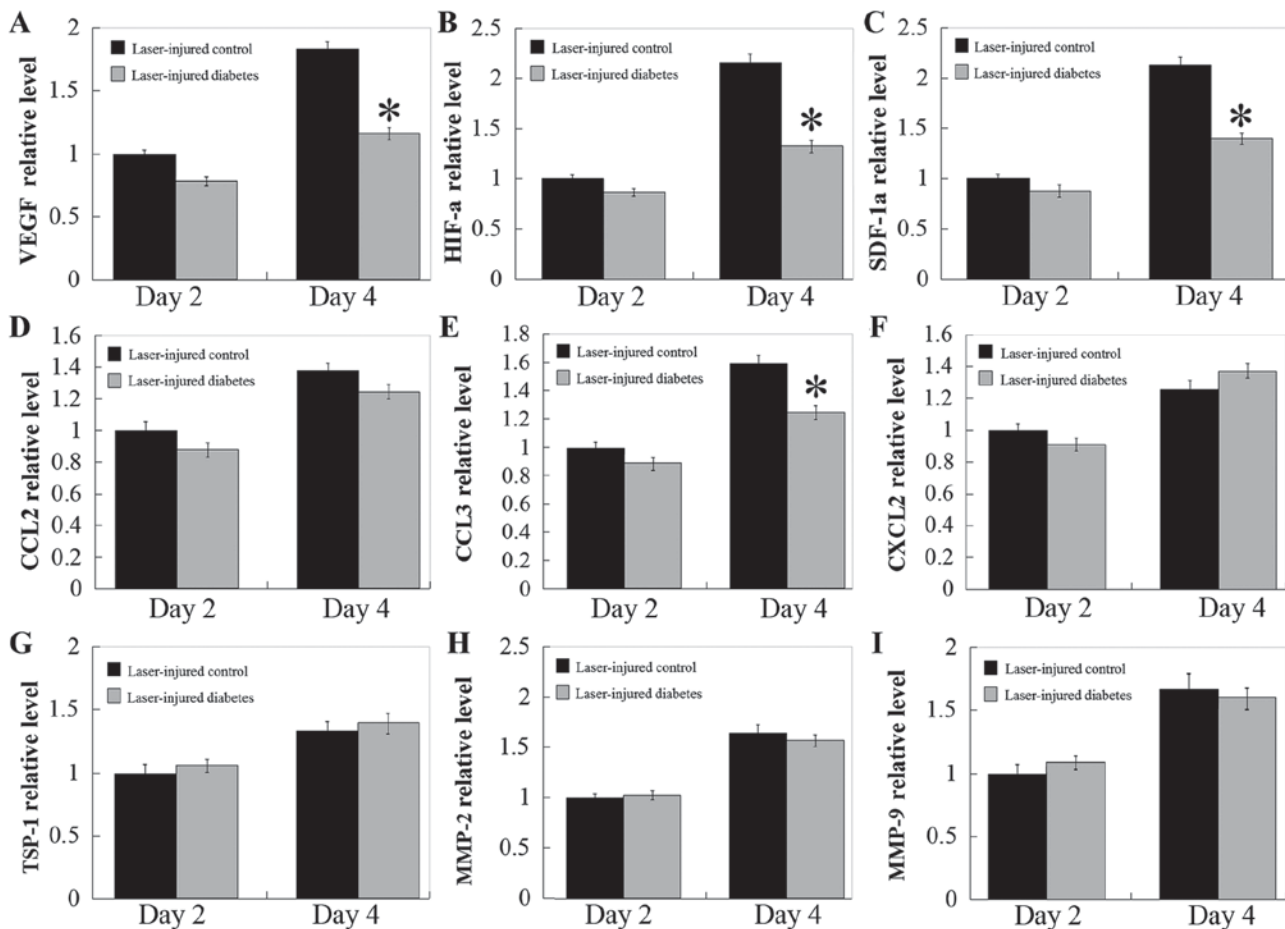 A
VEGF relative level
2
1.5
1
0.5
0
Laser-injured control
Laser-injured diabetes
*
Day 2
Day 4
B
HIF-a relative level
2.5
2
1.5
1
0.5
0
Laser-injured control
Laser-injured diabetes
*
Day 2
Day 4
C
SDF-1a relative level
2.5
2
1.5
1
0.5
0
Laser-injured control
Laser-injured diabetes
*
Day 2
Day 4
D
CCL2 relative level
1.6
1.4
1.2
1
0.8
0.6
0.4
0.2
0
Laser-injured control
Laser-injured diabetes
Day 2
Day 4
E
CCL3 relative level
1.8
1.6
1.4
1.2
1
0.8
0.6
0.4
0.2
0
Laser-injured control
Laser-injured diabetes
*
Day 2
Day 4
F
CXCL2 relative level
1.6
1.4
1.2
1
0.8
0.6
0.4
0.2
0
Laser-injured control
Laser-injured diabetes
Day 2
Day 4
G
TSP-1 relative level
2
1.5
1
0.5
0
Laser-injured control
Laser-injured diabetes
Day 2
Day 4
H
MMP-2 relative level
2.5
2
1.5
1
0.5
0
Laser-injured control
Laser-injured diabetes
Day 2
Day 4
I
MMP-9 relative level
2
1.5
1
0.5
0
Laser-injured control
Laser-injured diabetes
Day 2
Day 4